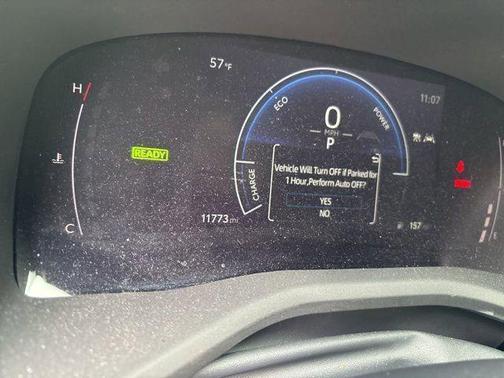 57°F
11:07
H
ECO
POWER
0
MPH
P
READY
CHARGE
Vehicle Will Turn OFF if Parked for
1 Hour,Perform Auto OFF?
YES
NO
C
11773 mi
157
E